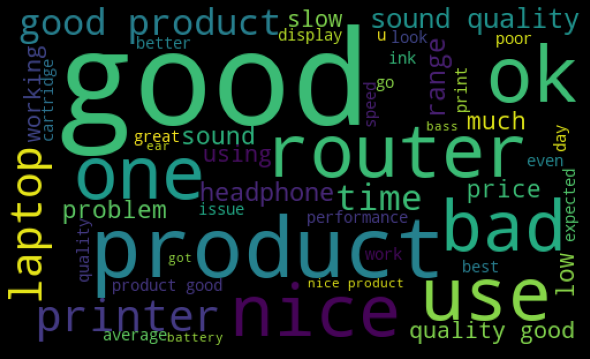 good product
slow
sound quality
better
display
u
look
poor
good
ok
working
cartridge
ink
go
range
print
speed
much
great
sound
bass
day
ear
router
using
even
one
laptop
headphone
time
price
problem
issue
expected
performance
product
bad
quality
got
work
best
low
product good
nice product
use
printer
nice
quality good
average
battery